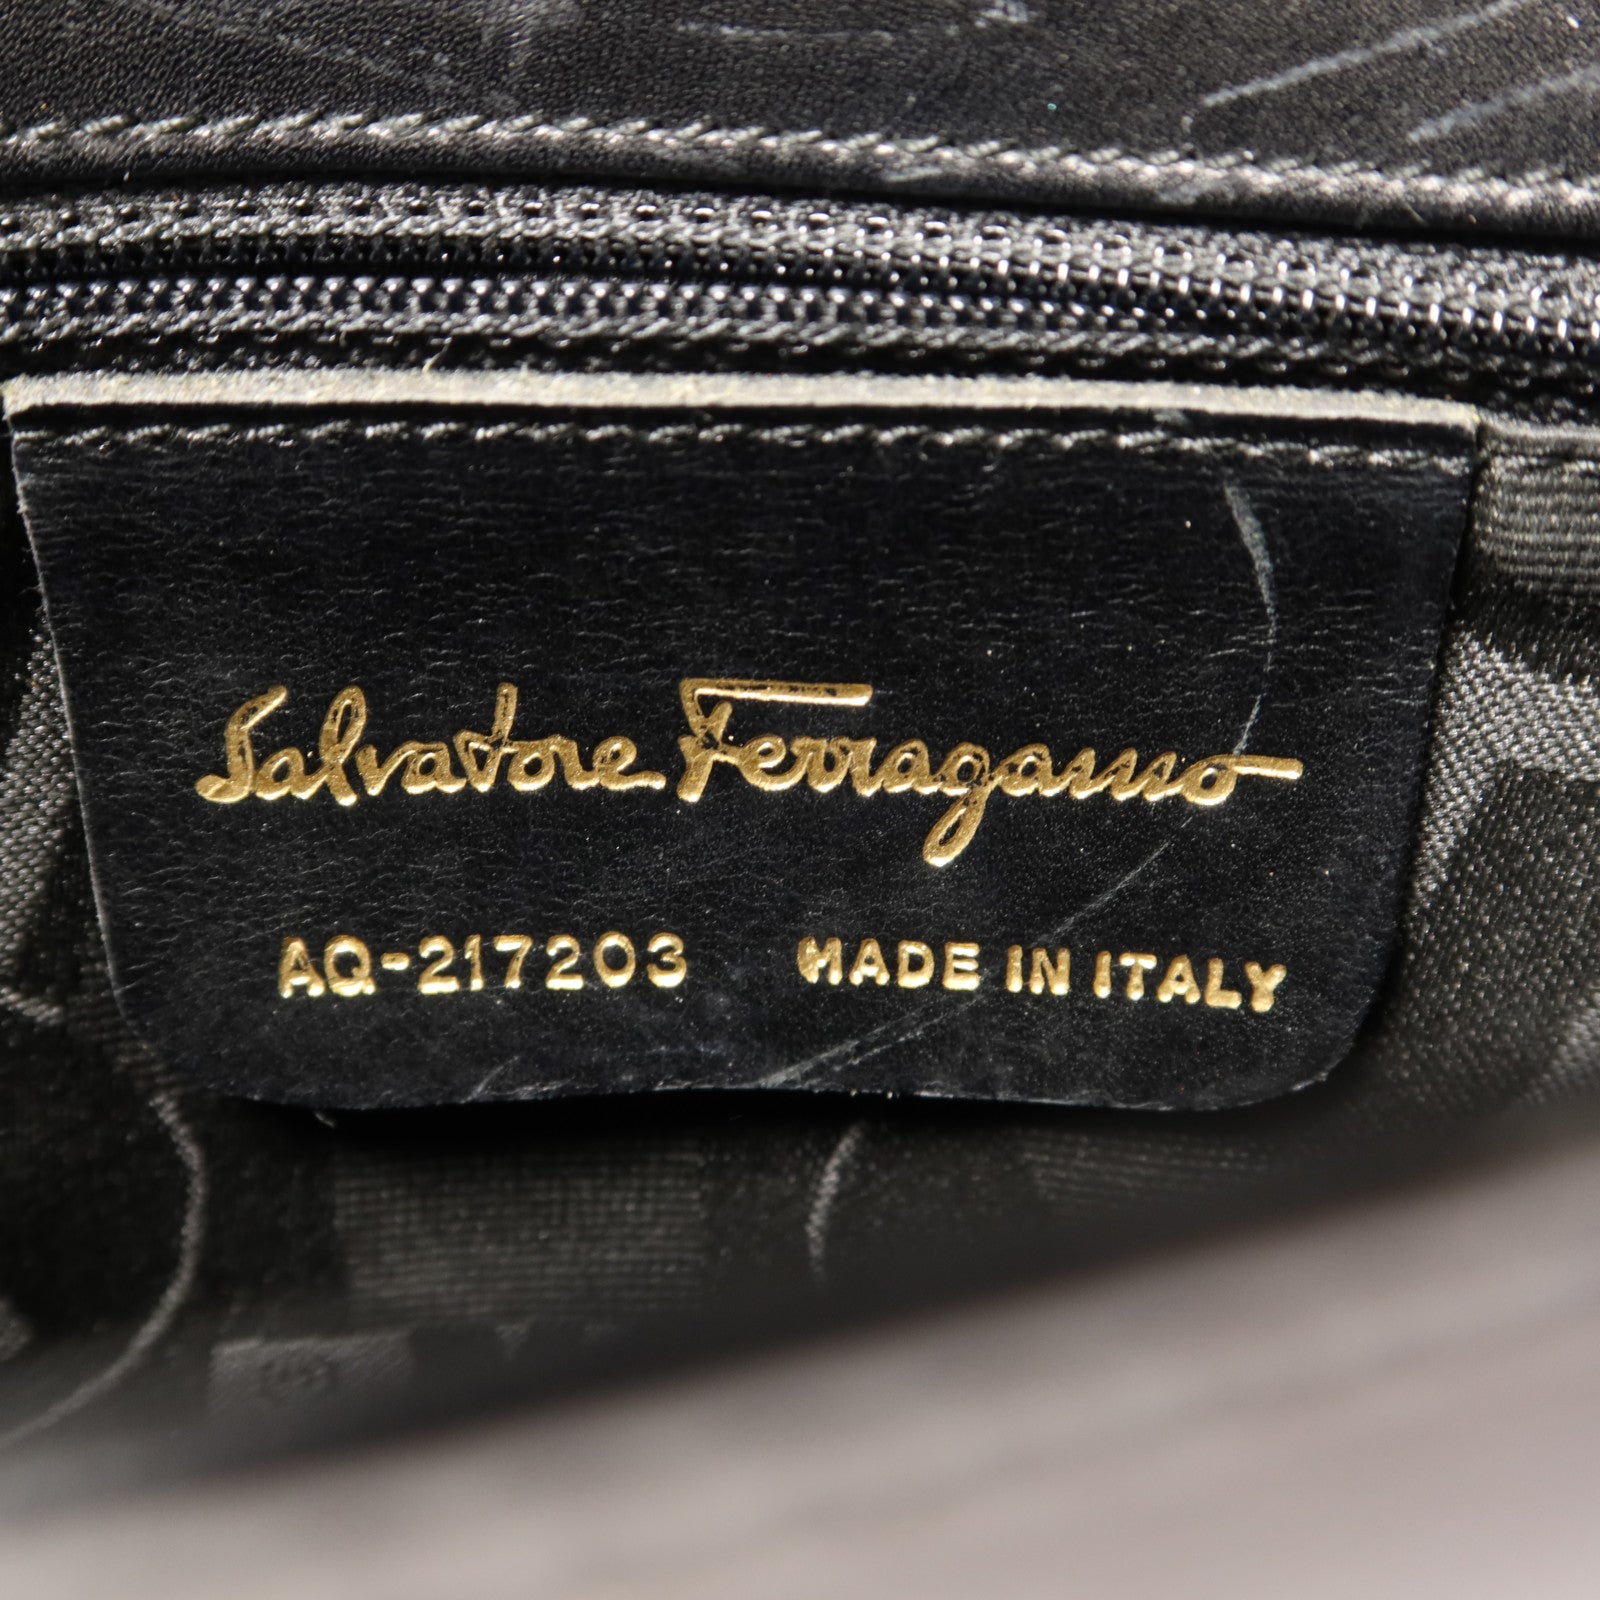 Salvatore Ferragamo
AQ-217203 MADE IN ITALY